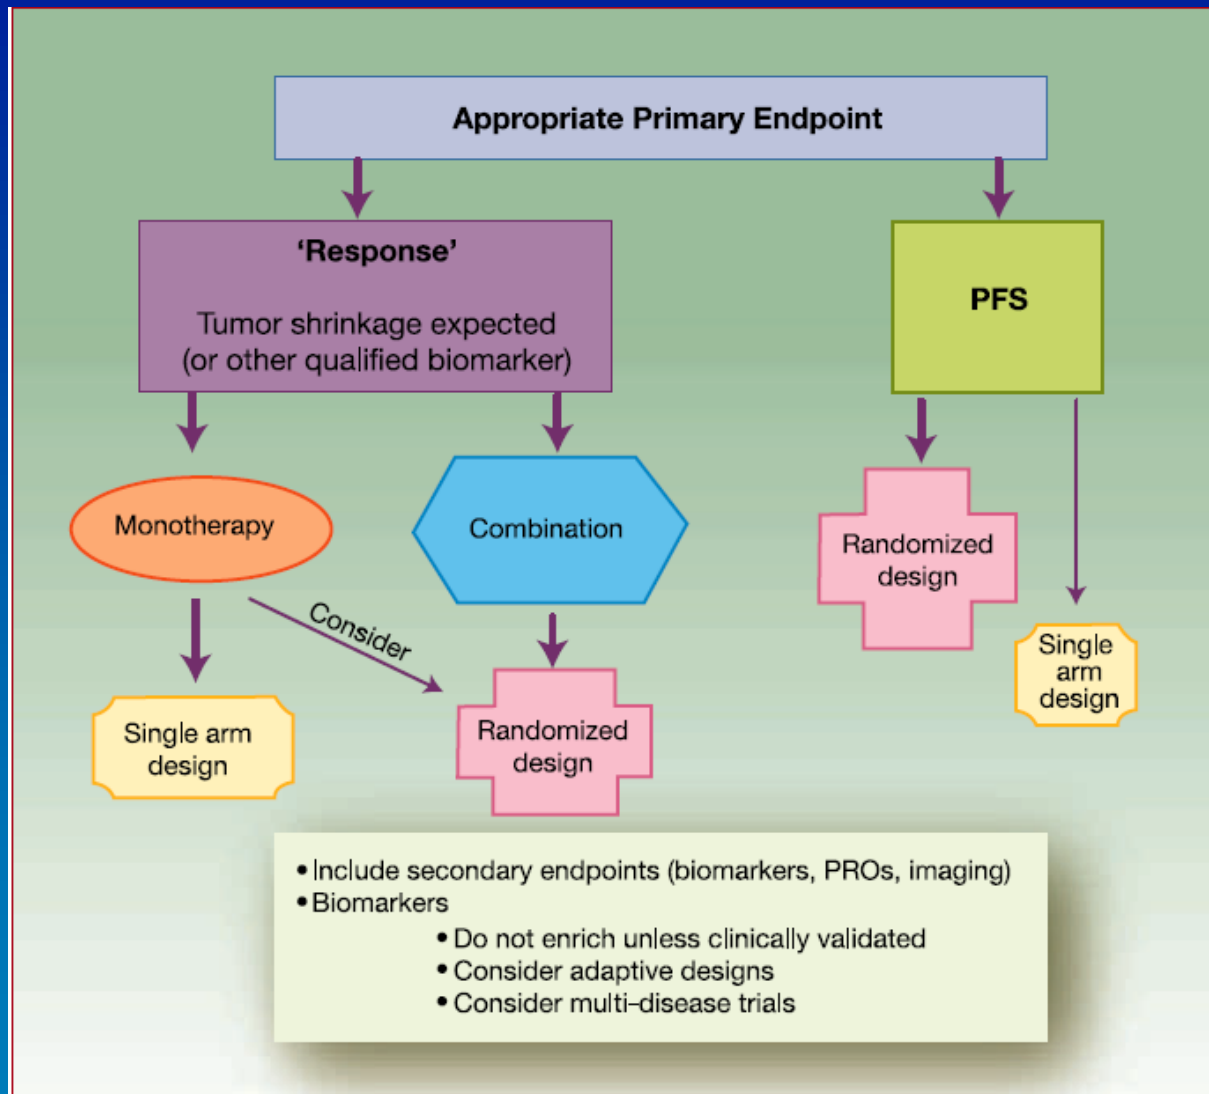 Appropriate Primary Endpoint
‘Response’
Tumor shrinkage expected
(or other qualified biomarker)
PFS
Monotherapy
Combination
Consider
Single arm
design
Randomized
design
Randomized
design
Single
arm
design
• Include secondary endpoints (biomarkers, PROs, imaging)
• Biomarkers
• Do not enrich unless clinically validated
• Consider adaptive designs
• Consider multi–disease trials